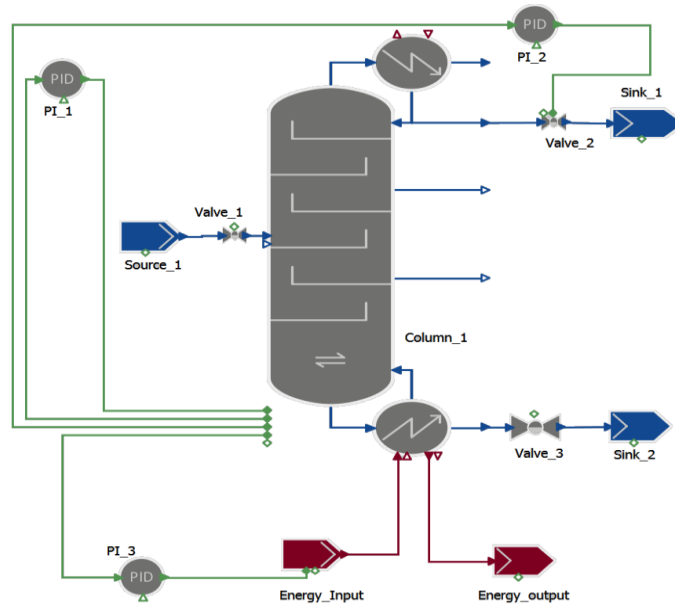 PID
PI_2
PID
PI_1
Sink_1
Valve_2
Valve_1
Source_1
Column_1
Valve_3
Sink_2
PI_3
PID
Energy_Input
Energy_output